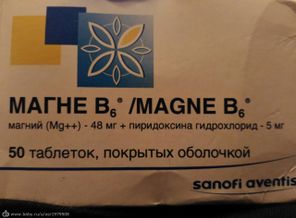 МАГНЕ B6® /MAGNE B6®
магний (Mg++) - 48 мг + пиридоксина гидрохлорид - 5 мг
50 таблеток, покрытых оболочкой
sanofi aventis